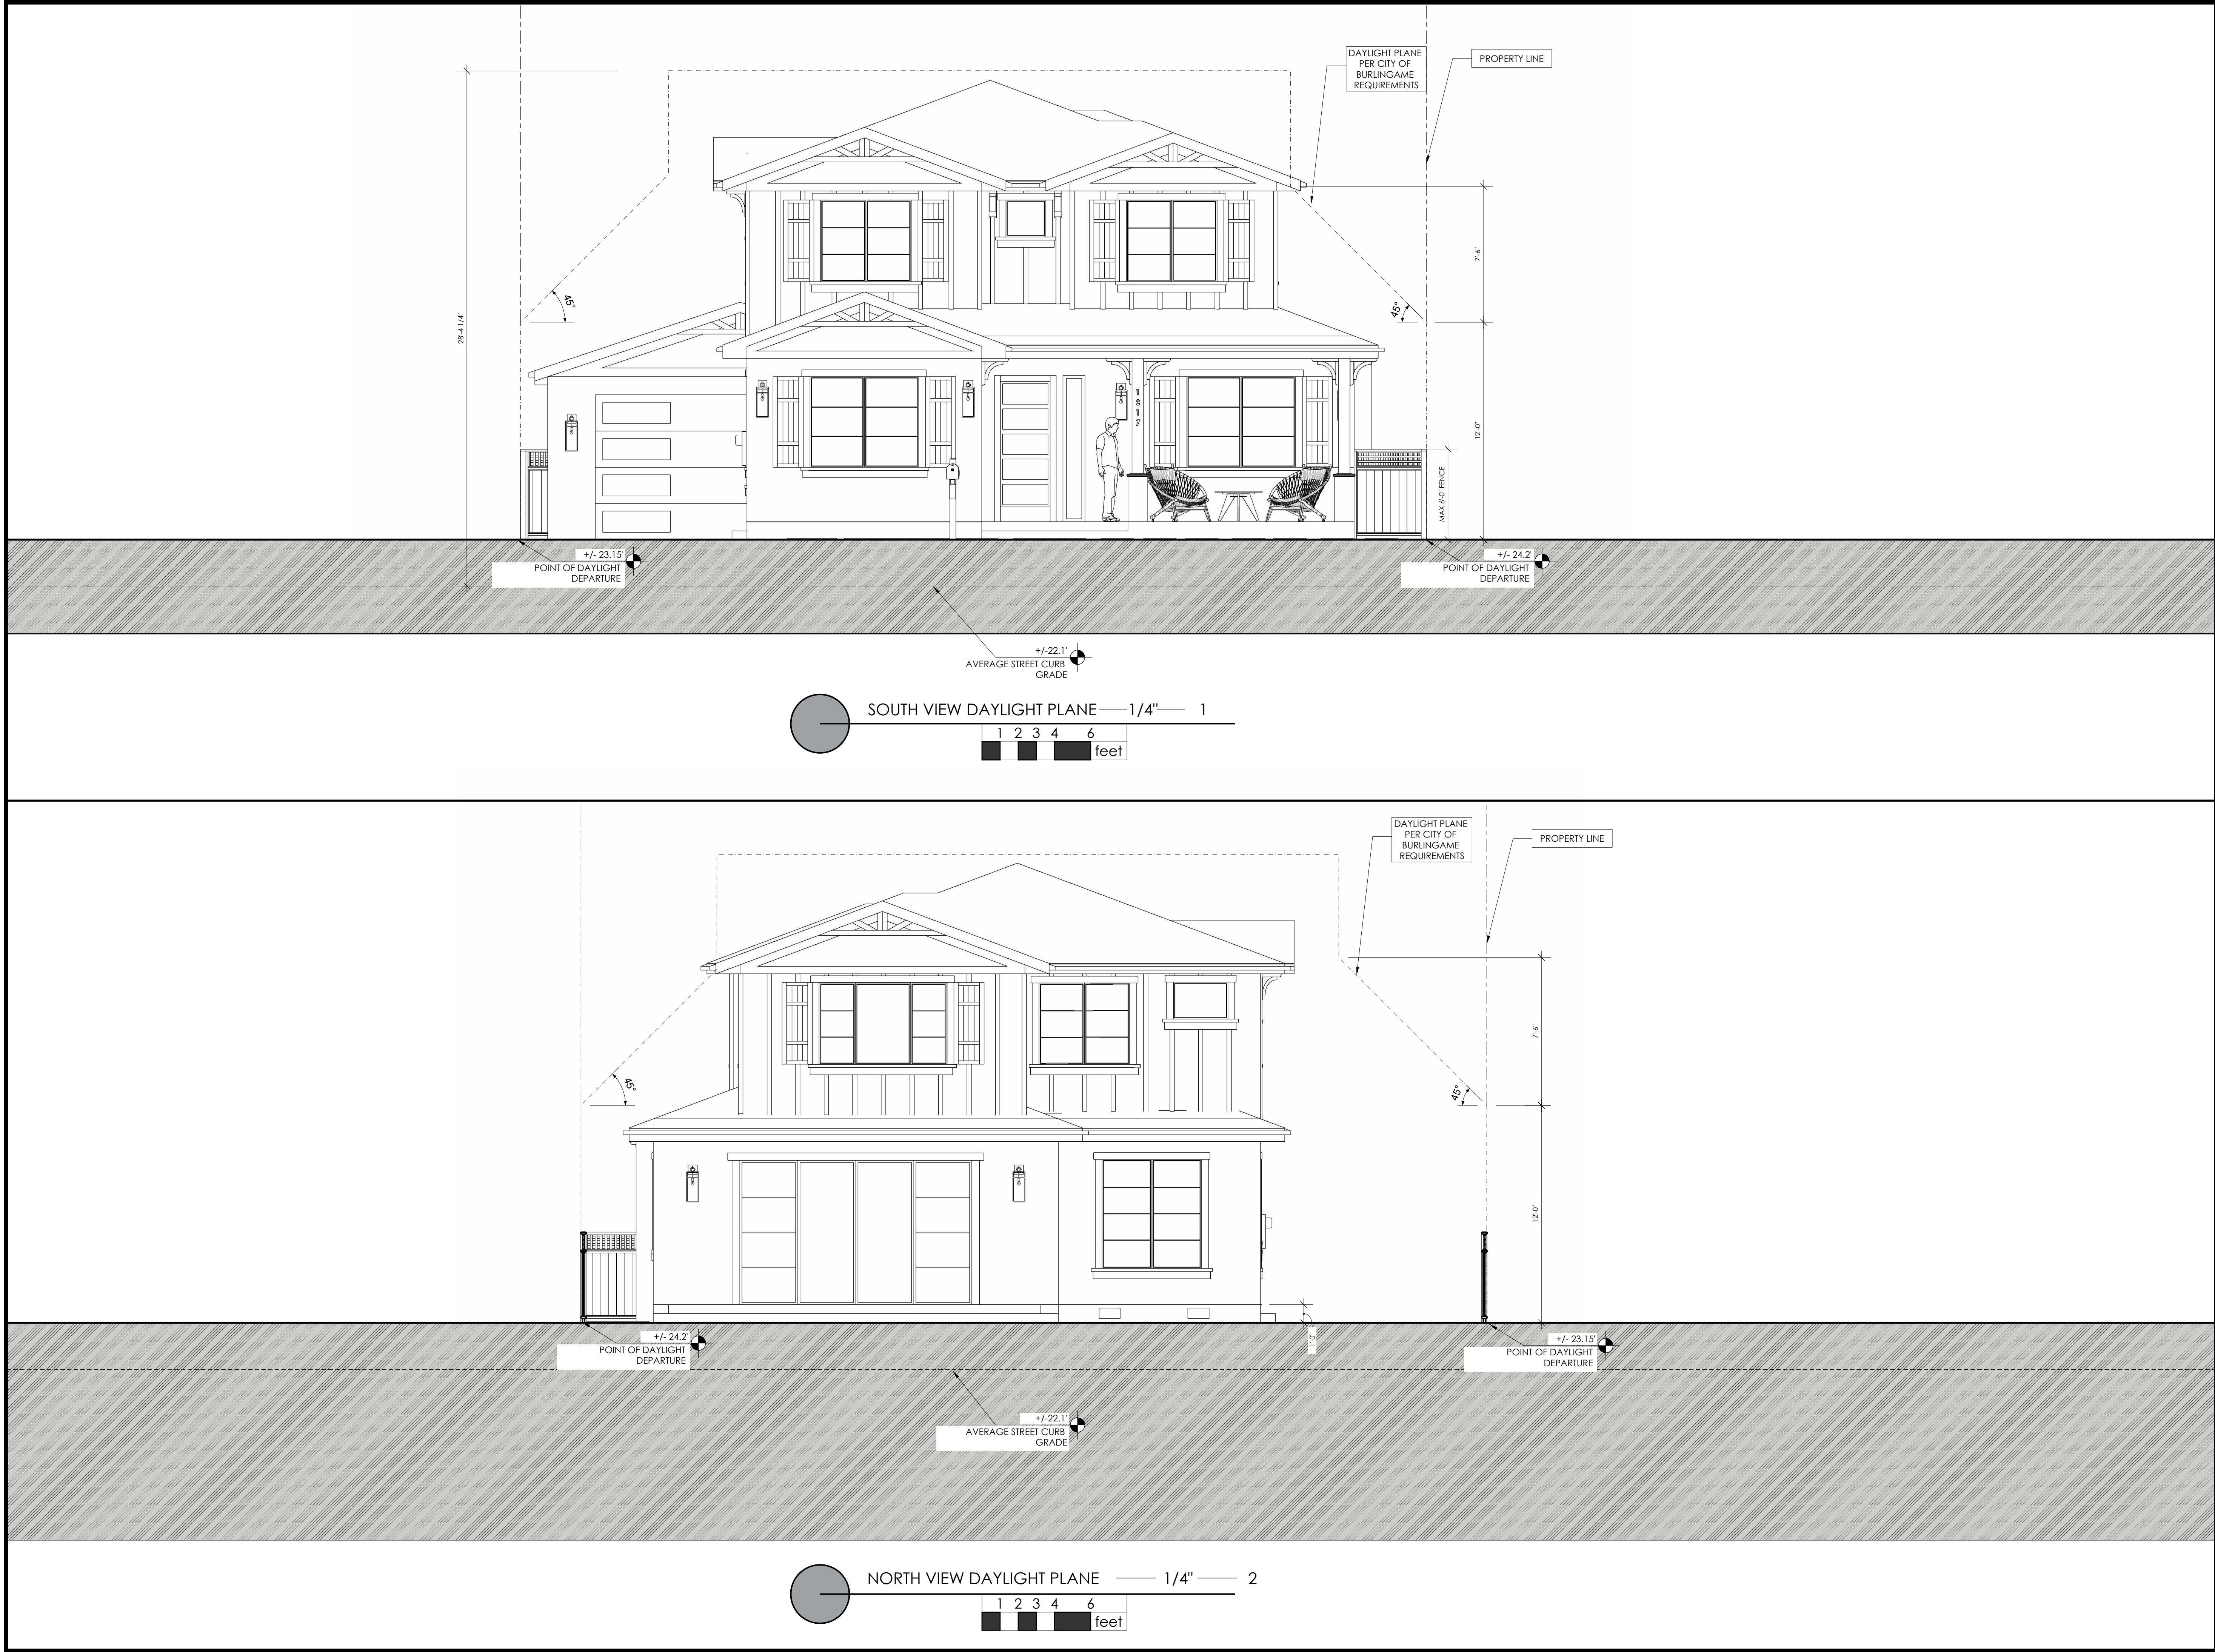 DAYLIGHT PLANE
PER CITY OF
BURLINGAME
REQUIREMENTS
PROPERTY LINE
28'-4 1/4"
45°
45°
7'-6"
12'-0"
MAX 6'-0" FENCE
+/- 23.15'
POINT OF DAYLIGHT
DEPARTURE
+/- 24.2'
POINT OF DAYLIGHT
DEPARTURE
+/-22.1'
AVERAGE STREET CURB
GRADE
SOUTH VIEW DAYLIGHT PLANE 1/4" 1
1 2 3 4 6
feet
DAYLIGHT PLANE
PER CITY OF
BURLINGAME
REQUIREMENTS
PROPERTY LINE
45°
45°
7'-6"
12'-0"
1'-0"
+/- 24.2'
POINT OF DAYLIGHT
DEPARTURE
+/- 23.15'
POINT OF DAYLIGHT
DEPARTURE
+/-22.1'
AVERAGE STREET CURB
GRADE
NORTH VIEW DAYLIGHT PLANE 1/4" 2
1 2 3 4 6
feet